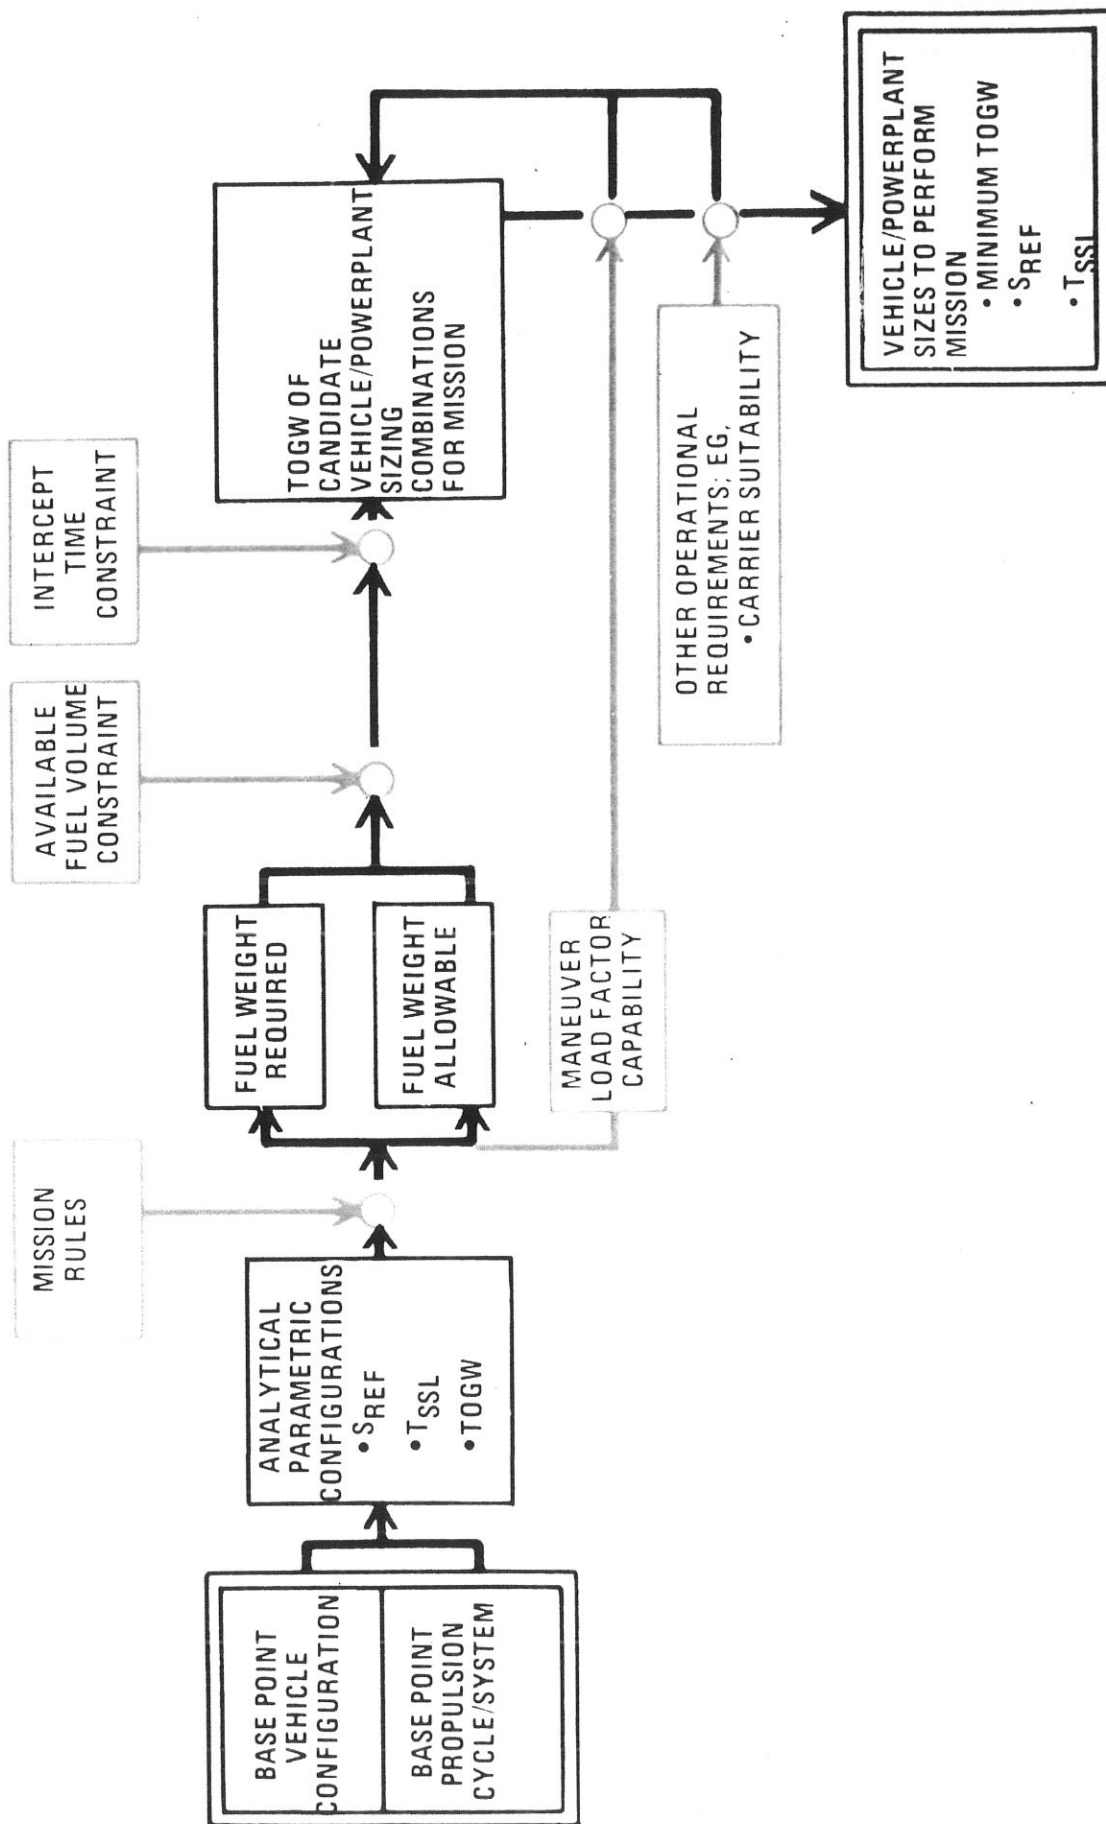 MISSION
RULES
AVAILABLE
FUEL VOLUME
CONSTRAINT
INTERCEPT
TIME
CONSTRAINT
BASE POINT
VEHICLE
CONFIGURATION
BASE POINT
PROPULSION
CYCLE/SYSTEM
ANALYTICAL
PARAMETRIC
CONFIGURATIONS
• SREF
• TSSL
• TOGW
FUEL WEIGHT
REQUIRED
FUEL WEIGHT
ALLOWABLE
TOGW OF
CANDIDATE
VEHICLE/POWERPLANT
SIZING
COMBINATIONS
FOR MISSION
MANEUVER
LOAD FACTOR
CAPABILITY
OTHER OPERATIONAL
REQUIREMENTS; EG,
• CARRIER SUITABILITY
VEHICLE/POWERPLANT
SIZES TO PERFORM
MISSION
• MINIMUM TOGW
• SREF
• TSSL